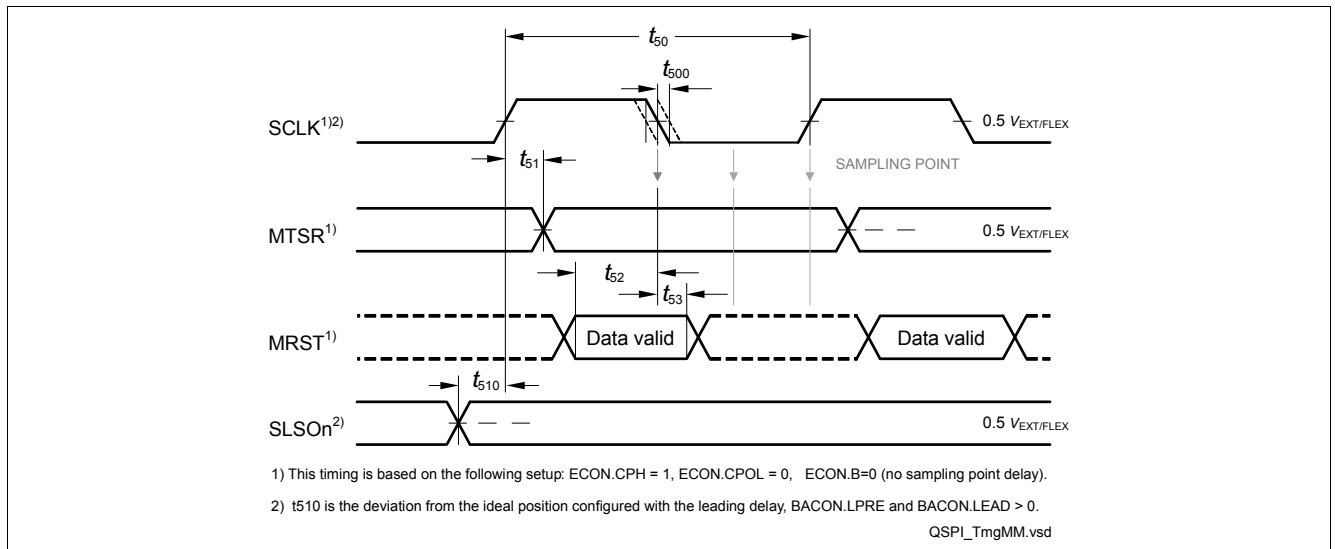 t50
t500
SCLK1)2)
0.5 VEXT/FLEX
t51
SAMPLING POINT
MTSR1)
0.5 VEXT/FLEX
t52
t53
MRST1)
Data valid
Data valid
t510
SLSOn2)
0.5 VEXT/FLEX
1) This timing is based on the following setup: ECON.CPH = 1, ECON.CPOL = 0, ECON.B=0 (no sampling point delay).
2) t510 is the deviation from the ideal position configured with the leading delay, BACON.LPRE and BACON.LEAD > 0.
QSPI_TmgMM.vsd